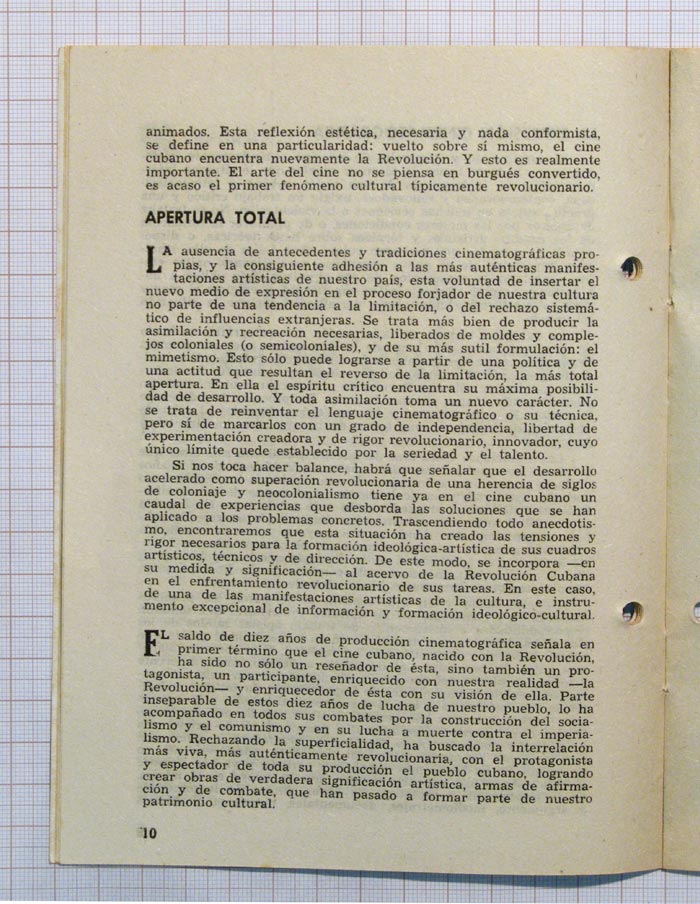 animados. Esta reflexión estética, necesaria y nada conformista,
se define en una particularidad: vuelto sobre sí mismo, el cine
cubano encuentra nuevamente la Revolución. Y esto es realmente
importante. El arte del cine no se piensa en burgués convertido,
es acaso el primer fenómeno cultural típicamente revolucionario.
APERTURA TOTAL
LA ausencia de antecedentes y tradiciones cinematográficas pro-
pias, y la consiguiente adhesión a las más auténticas manifes-
taciones artísticas de nuestro país, esta voluntad de insertar el
nuevo medio de expresión en el proceso forjador de nuestra cultura
no parte de una tendencia a la limitación, o del rechazo sistemá-
tico de influencias extranjeras. Se trata más bien de producir la
asimilación y recreación necesarias, liberados de moldes y comple-
jos coloniales (o semicoloniales), y de su más sutil formulación: el
mimetismo. Esto sólo puede lograrse a partir de una política y de
una actitud que resultan el reverso de la limitación, la más total
apertura. En ella el espíritu crítico encuentra su máxima posibili-
dad de desarrollo. Y toda asimilación toma un nuevo carácter. No
se trata de reinventar el lenguaje cinematográfico o su técnica,
pero sí de marcarlos con un grado de independencia, libertad de
experimentación creadora y de rigor revolucionario, innovador, cuyo
único límite quede establecido por la seriedad y el talento.
Si nos toca hacer balance, habrá que señalar que el desarrollo
acelerado como superación revolucionaria de una herencia de siglos
de coloniaje y neocolonialismo tiene ya en el cine cubano un
caudal de experiencias que desborda las soluciones que se han
aplicado a los problemas concretos. Trascendiendo todo anecdotis-
mo, encontraremos que esta situación ha creado las tensiones y
rigor necesarios para la formación ideológica-artística de sus cuadros
artísticos, técnicos y de dirección. De este modo, se incorpora —en
su medida y significación— al acervo de la Revolución Cubana
en el enfrentamiento revolucionario de sus tareas. En este caso,
de una de las manifestaciones artísticas de la cultura, e instru-
mento excepcional de información y formación ideológico-cultural.
EL saldo de diez años de producción cinematográfica señala en
primer término que el cine cubano, nacido con la Revolución,
ha sido no sólo un reseñador de ésta, sino también un pro-
tagonista, un participante, enriquecido con nuestra realidad —la
Revolución— y enriquecedor de ésta con su visión de ella. Parte
inseparable de estos diez años de lucha de nuestro pueblo, lo ha
acompañado en todos sus combates por la construcción del socia-
lismo y el comunismo y en su lucha a muerte contra el imperia-
lismo. Rechazando la superficialidad, ha buscado la interrelación
más viva, más auténticamente revolucionaria, con el protagonista
y espectador de toda su producción el pueblo cubano, logrando
crear obras de verdadera significación artística, armas de afirma-
ción y de combate, que han pasado a formar parte de nuestro
patrimonio cultural.
10